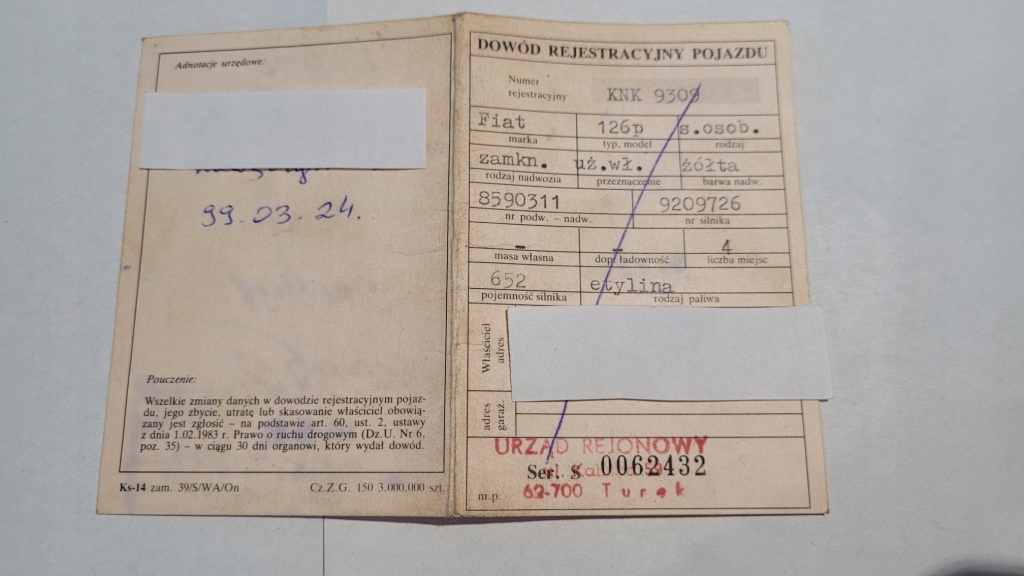 Adnotacje urzędowe:
99.03.24.
Pouczenie:
Wszelkie zmiany danych w dowodzie rejestracyjnym pojaz-
du, jego zbycie, utratę lub skasowanie właściciel obowią-
zany jest zgłosić – na podstawie art. 60, ust. 2, ustawy
z dnia 1.02.1983 r. Prawo o ruchu drogowym (Dz.U. Nr 6,
poz. 35) – w ciągu 30 dni organowi, który wydał dowód.
Ks-14 zam. 39/S/WA/On Cz.Z.G. 150 3.000.000 szt.
DOWÓD REJESTRACYJNY POJAZDU
Numer
rejestracyjny KNK 9309
Fiat 126p s.osob.
marka typ, model rodzaj
zamkn. uż.wł. żółta
rodzaj nadwozia przeznaczenie barwa nadw.
8590311 9209726
nr podw. – nadw. nr silnika
– – 4
masa własna dop. ładowność liczba miejsc
652 etylina
pojemność silnika rodzaj paliwa
Właściciel
adres
adres
garaż.
URZĄD REJONOWY
Ser. S 0062432
m.p. 62-700 Turek